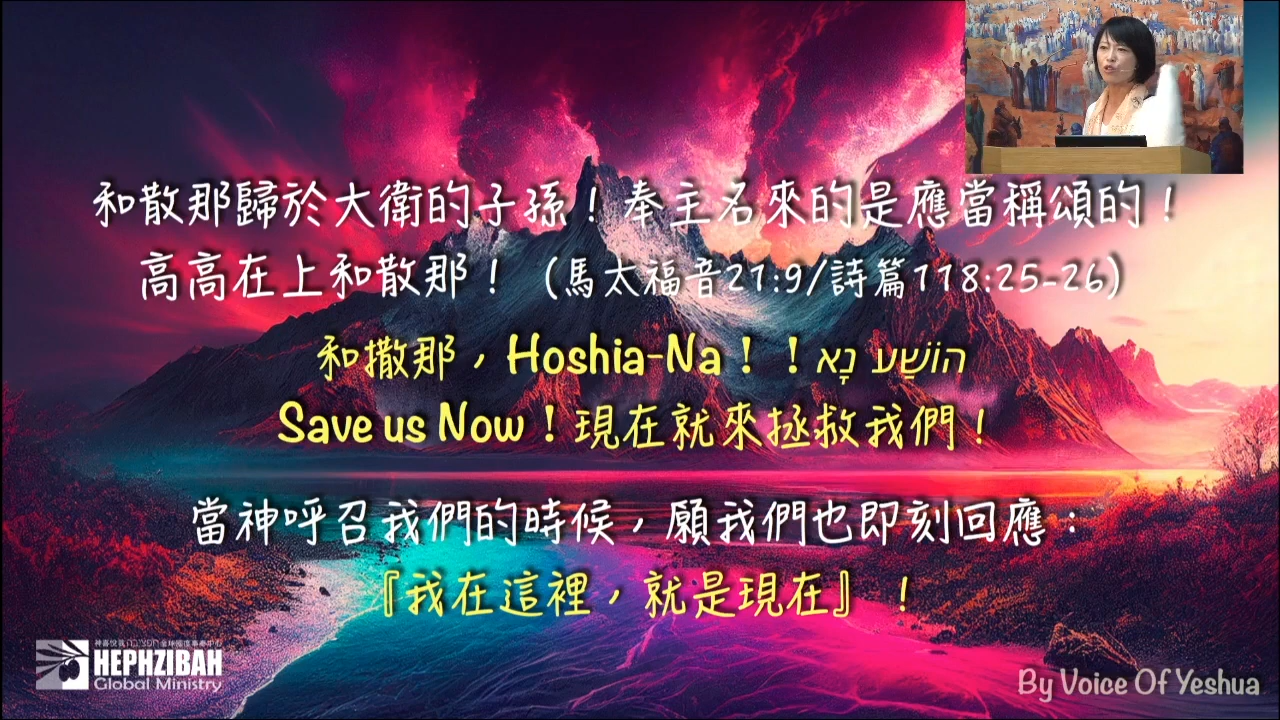 和散那歸於大衛的子孫！奉主名來的是應當稱頌的！
高高在上和散那！（馬太福音21:9/詩篇118:25-26）
和撒那，Hoshia-Na！！הוֹשָׁע נָא
Save us Now！現在就來拯救我們！
當神呼召我們的時候，願我們也即刻回應：
『我在這裡，就是現在』！
HEPHZIBAH
Global Ministry
By Voice Of Yeshua